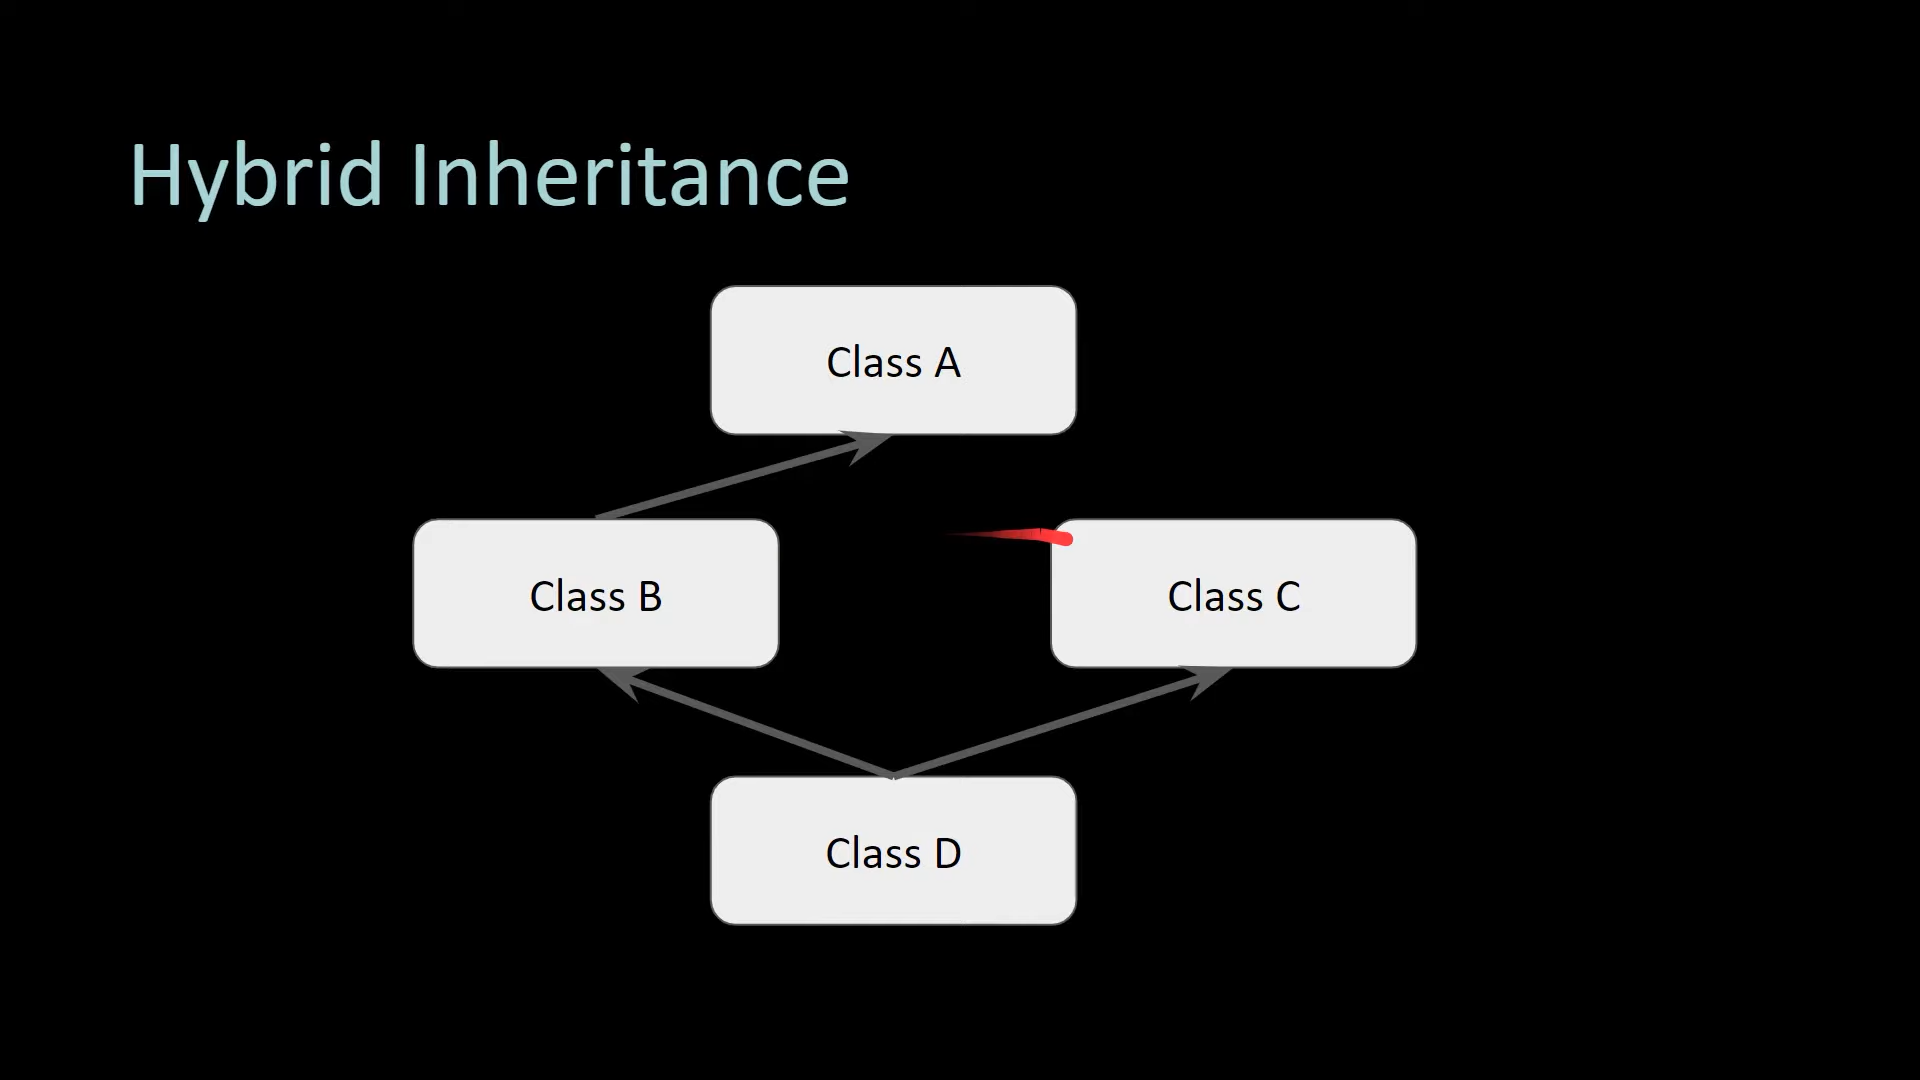 Hybrid Inheritance
Class A
Class B
Class C
Class D